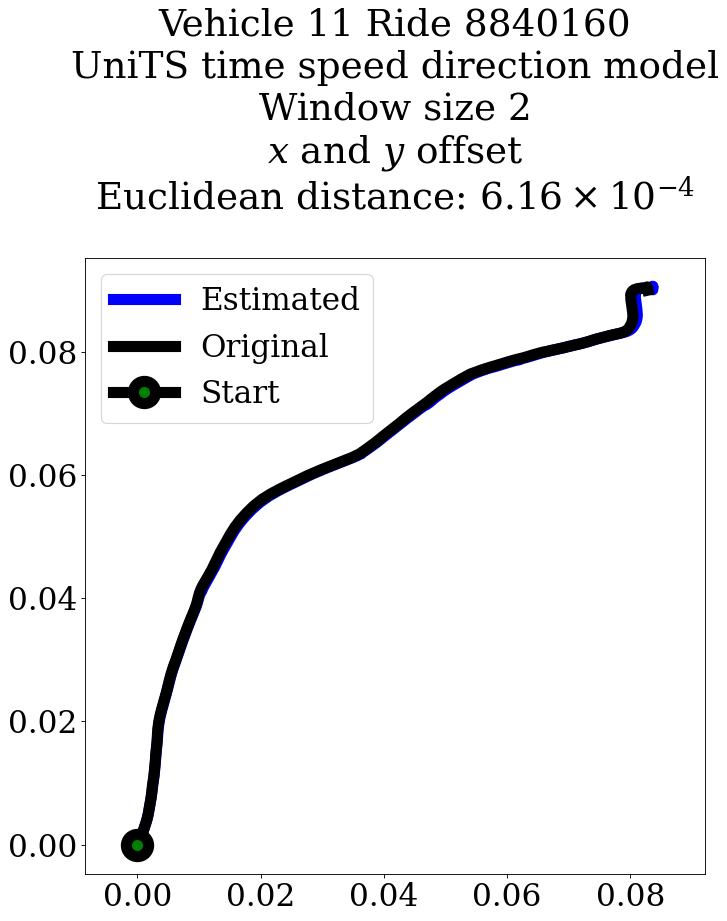 Vehicle 11 Ride 8840160
UniTS time speed direction model
Window size 2
x and y offset
Euclidean distance: 6.16 × 10⁻⁴
Estimated
Original
Start
0.08
0.06
0.04
0.02
0.00
0.00 0.02 0.04 0.06 0.08